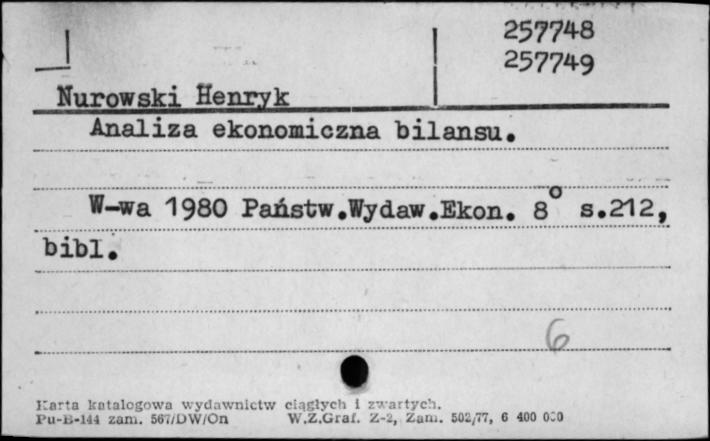 257748
257749
Nurowski Henryk
Analiza ekonomiczna bilansu.
W-wa 1980 Państw.Wydaw.Ekon. 8° s.212,
bibl.
6
Karta katalogowa wydawnictw ciągłych i zwartych.
Pu-B-144 zam. 567/DW/On W.Z.Graf. Z-2, Zam. 502/77, 6 400 000